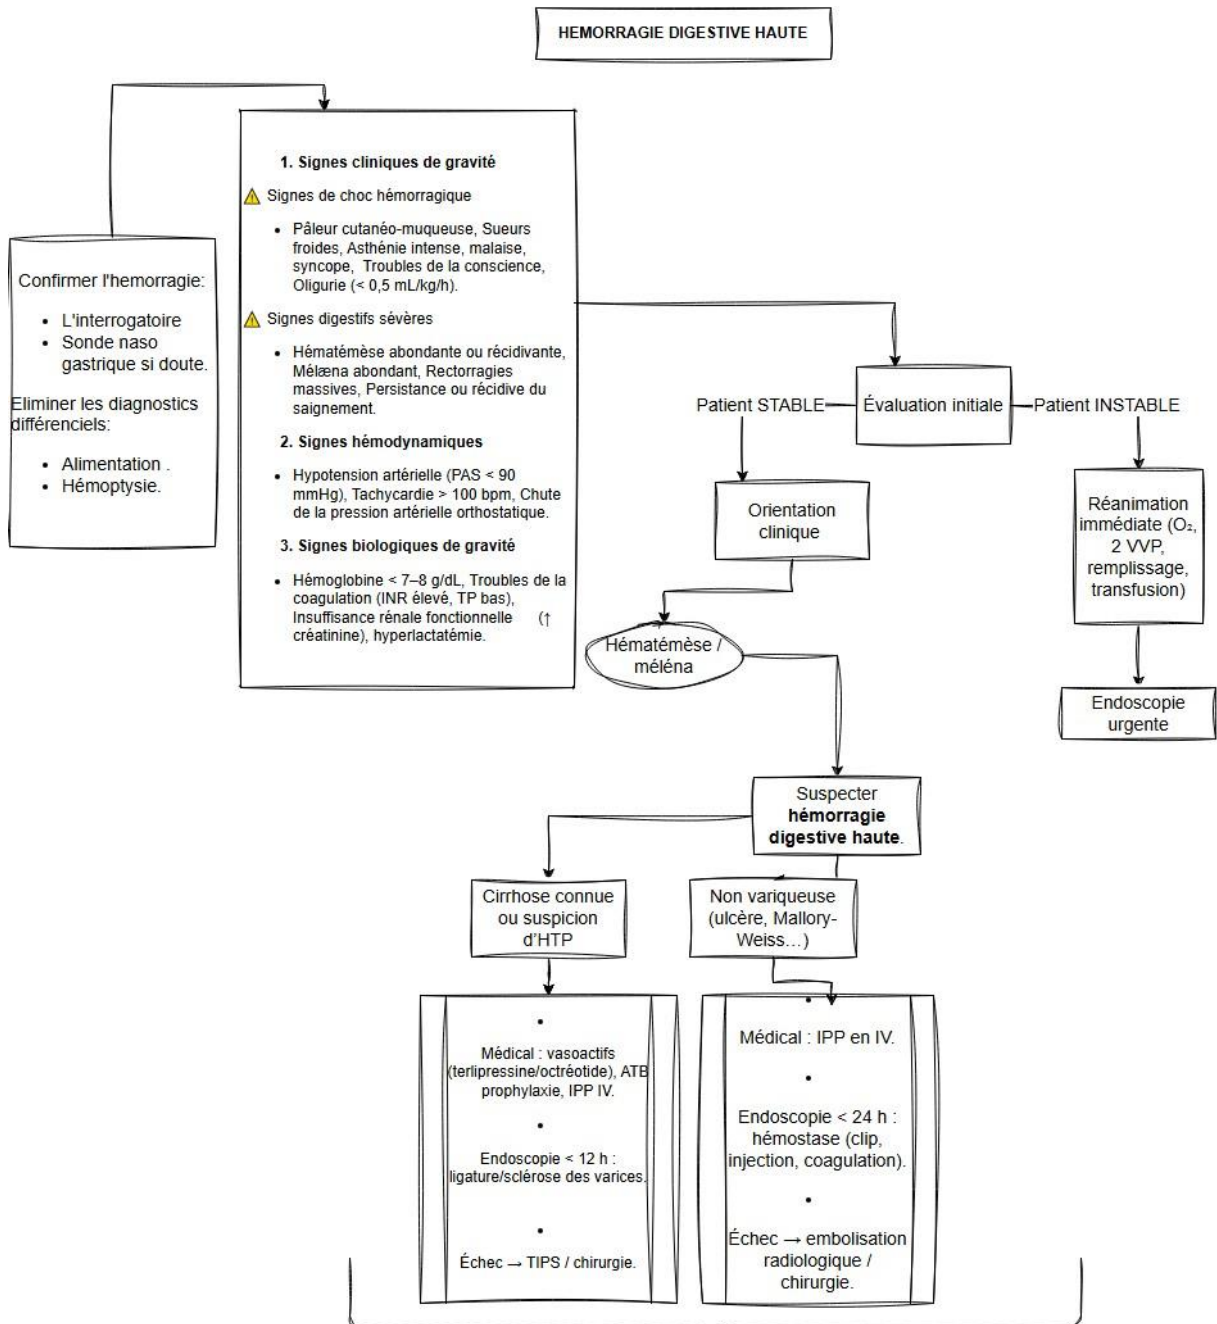 HEMORRAGIE DIGESTIVE HAUTE
Confirmer l'hemorragie:
• L'interrogatoire
• Sonde naso
gastrique si doute.
Eliminer les diagnostics
différenciels:
• Alimentation .
• Hémoptysie.
1. Signes cliniques de gravité
⚠ Signes de choc hémorragique
• Pâleur cutanéo-muqueuse, Sueurs
froides, Asthénie intense, malaise,
syncope, Troubles de la conscience,
Oligurie (< 0,5 mL/kg/h).
⚠ Signes digestifs sévères
• Hématémèse abondante ou récidivante,
Mélæna abondant, Rectorragies
massives, Persistance ou récidive du
saignement.
2. Signes hémodynamiques
• Hypotension artérielle (PAS < 90
mmHg), Tachycardie > 100 bpm, Chute
de la pression artérielle orthostatique.
3. Signes biologiques de gravité
• Hémoglobine < 7–8 g/dL, Troubles de la
coagulation (INR élevé, TP bas),
Insuffisance rénale fonctionnelle (↑
créatinine), hyperlactatémie.
Évaluation initiale
Patient STABLE
Patient INSTABLE
Orientation
clinique
Réanimation
immédiate (O₂,
2 VVP,
remplissage,
transfusion)
Hématémèse /
méléna
Endoscopie
urgente
Suspecter
hémorragie
digestive haute.
Cirrhose connue
ou suspicion
d'HTP
Non variqueuse
(ulcère, Mallory-
Weiss…)
•
Médical : vasoactifs
(terlipressine/octréotide), ATB
prophylaxie, IPP IV.
•
Endoscopie < 12 h :
ligature/sclérose des varices.
•
Échec → TIPS / chirurgie.
•
Médical : IPP en IV.
•
Endoscopie < 24 h :
hémostase (clip,
injection, coagulation).
•
Échec → embolisation
radiologique /
chirurgie.